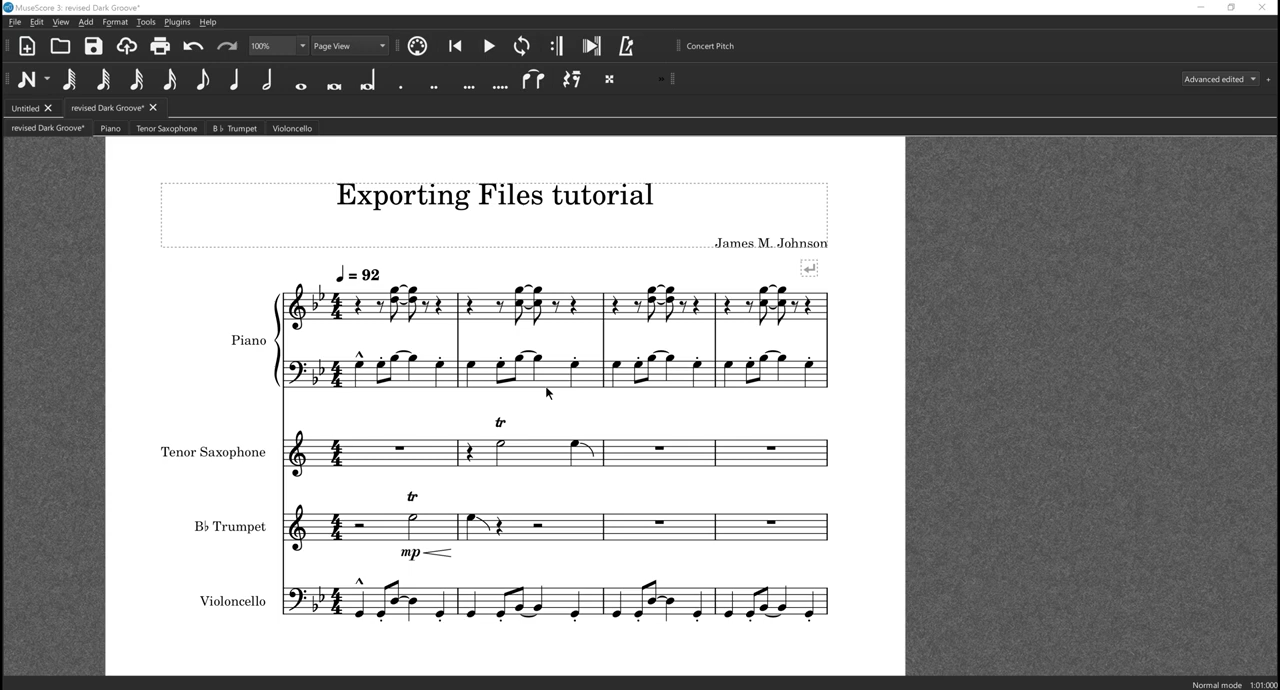 MuseScore 3: revised Dark Groove*
File Edit View Add Format Tools Plugins Help
100% Page View Concert Pitch
Advanced edited +
Untitled revised Dark Groove*
revised Dark Groove* Piano Tenor Saxophone B♭ Trumpet Violoncello
Exporting Files tutorial
James M. Johnson
♩ = 92
Piano
tr
Tenor Saxophone
tr
B♭ Trumpet
mp
Violoncello
Normal mode 1:01:000